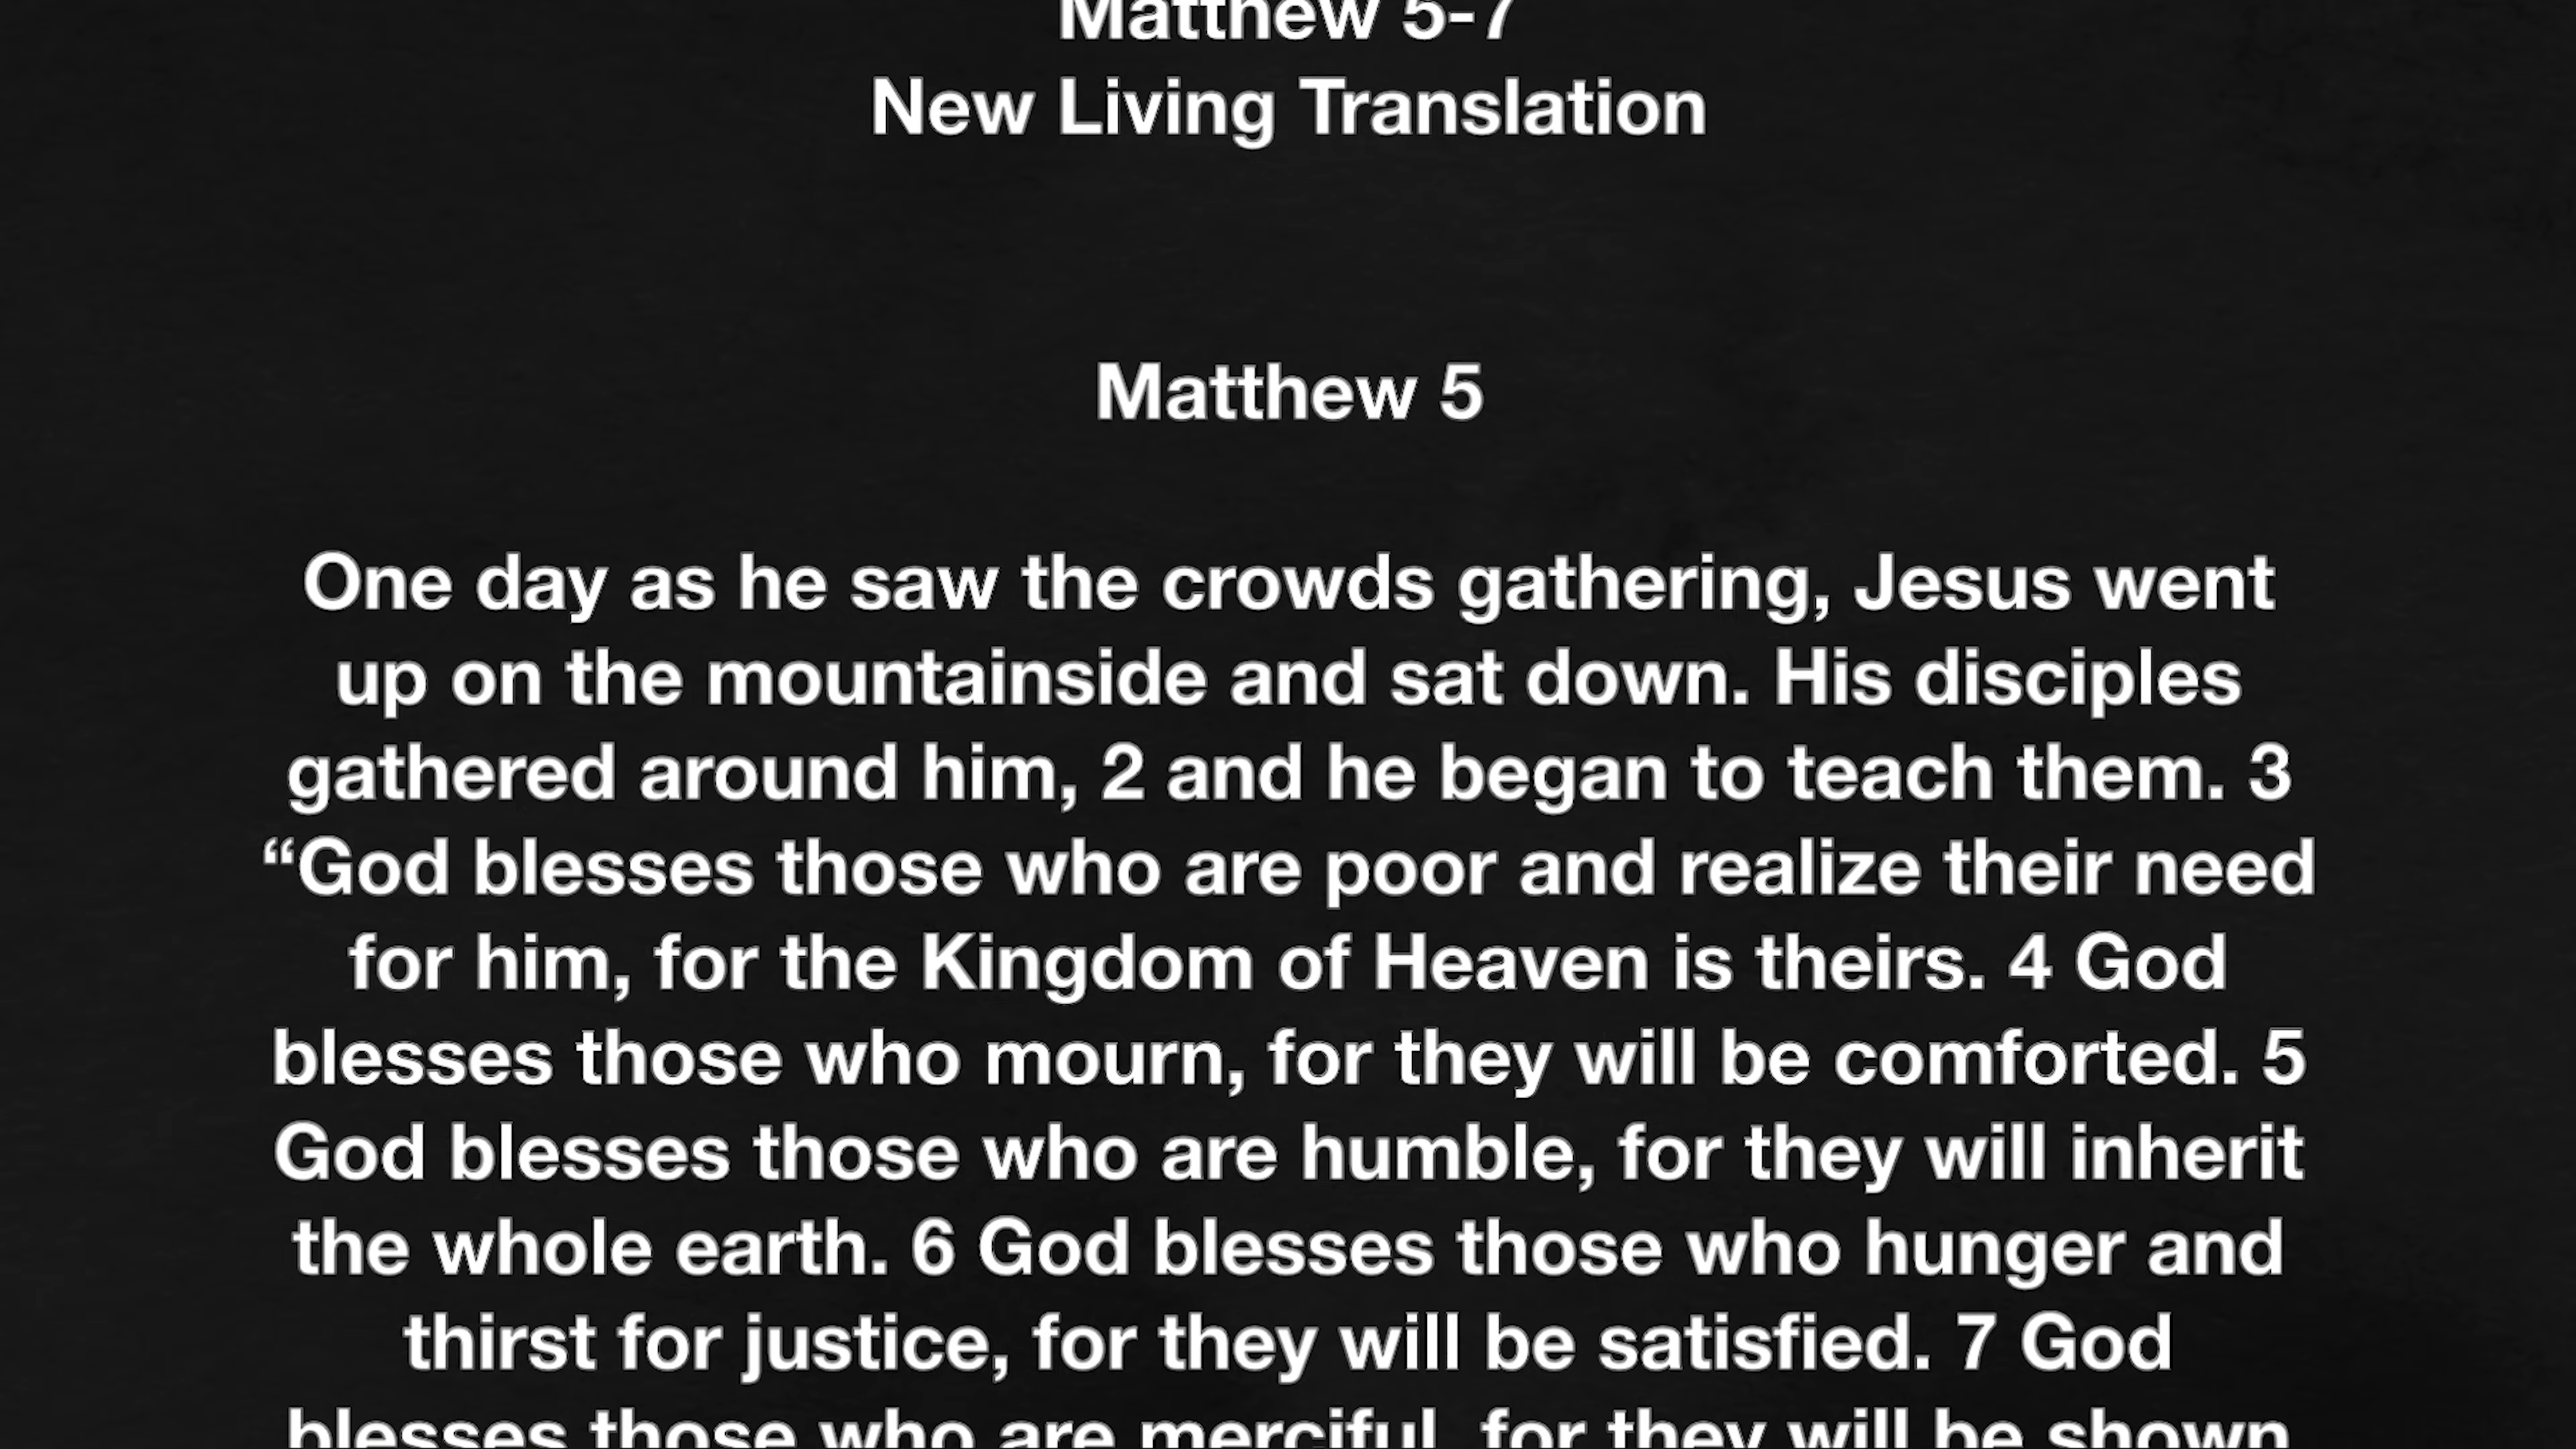 Matthew 5-7
New Living Translation
Matthew 5
One day as he saw the crowds gathering, Jesus went
up on the mountainside and sat down. His disciples
gathered around him, 2 and he began to teach them. 3
“God blesses those who are poor and realize their need
for him, for the Kingdom of Heaven is theirs. 4 God
blesses those who mourn, for they will be comforted. 5
God blesses those who are humble, for they will inherit
the whole earth. 6 God blesses those who hunger and
thirst for justice, for they will be satisfied. 7 God
blesses those who are merciful, for they will be shown